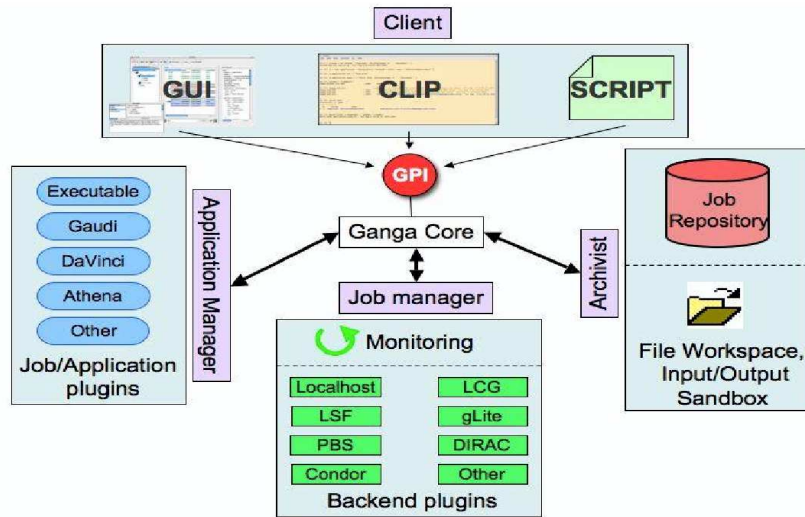 Client
GUI
CLIP
SCRIPT
GPI
Ganga Core
Job manager
Application Manager
Archivist
Executable
Gaudi
DaVinci
Athena
Other
Job/Application
plugins
Monitoring
Localhost
LCG
LSF
gLite
PBS
DIRAC
Condor
Other
Backend plugins
Job
Repository
File Workspace,
Input/Output
Sandbox